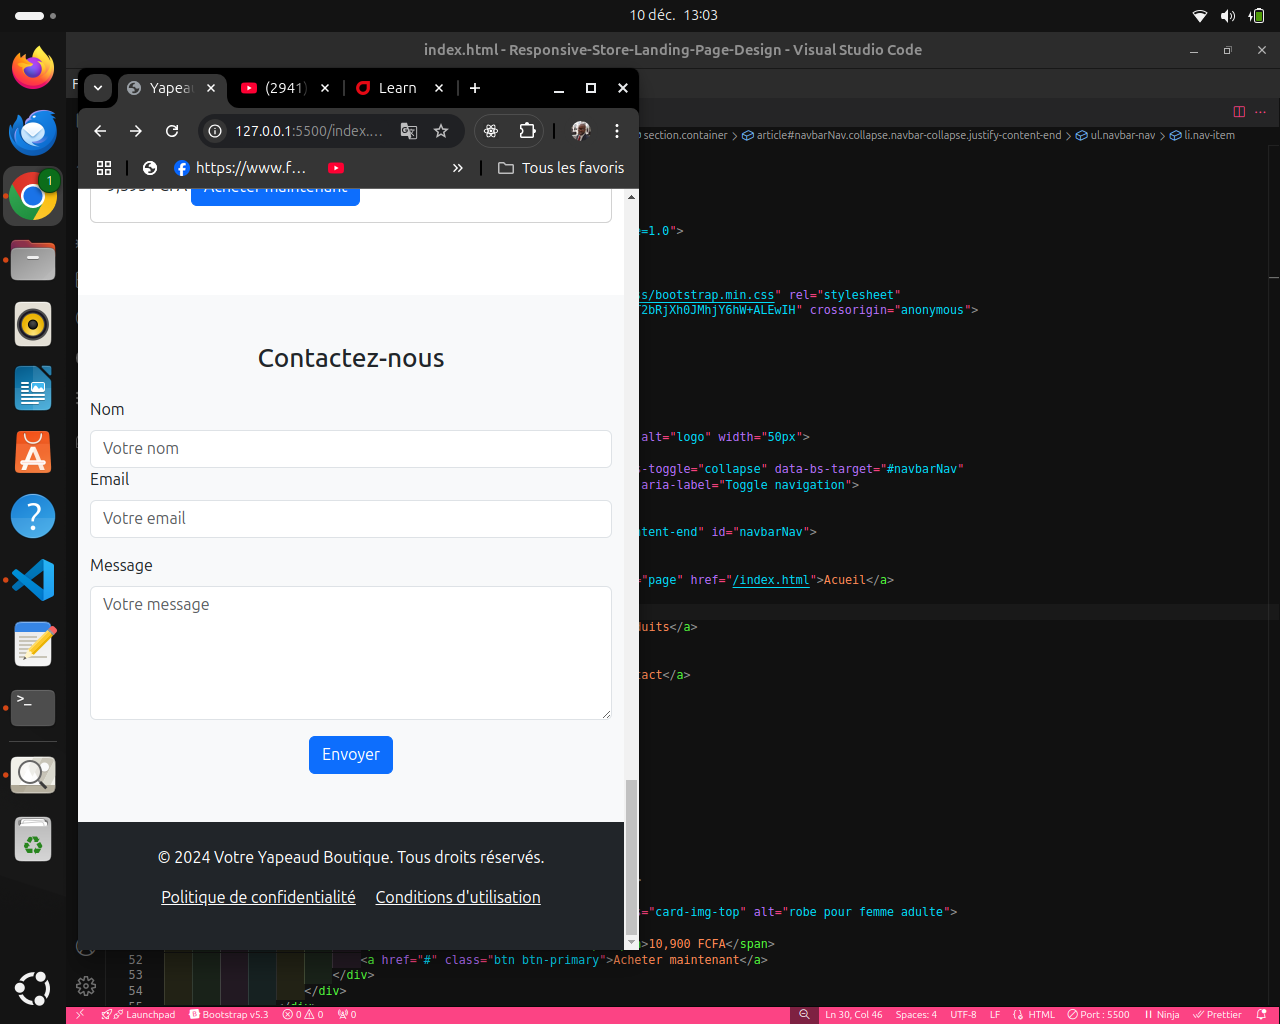 10 déc.  13:03
index.html - Responsive-Store-Landing-Page-Design - Visual Studio Code
(2941)
Learn
127.0.0.1:5500/index.…
https://www.f…
Tous les favoris
section.container > article#navbarNav.collapse.navbar-collapse.justify-content-end > ul.navbar-nav > li.nav-item
=1.0">
s/bootstrap.min.css" rel="stylesheet"
T2bRjXh0JMhjY6hW+ALEwIH" crossorigin="anonymous">
Acheter maintenant
Contactez-nous
Nom
Votre nom
Email
Votre email
Message
Votre message
Envoyer
© 2024 Votre Yapeaud Boutique. Tous droits réservés.
Politique de confidentialité
Conditions d'utilisation
alt="logo" width="50px">
s-toggle="collapse" data-bs-target="#navbarNav"
aria-label="Toggle navigation">
tent-end" id="navbarNav">
="page" href="/index.html">Acueil</a>
duits</a>
tact</a>
="card-img-top" alt="robe pour femme adulte">
>10,900 FCFA</span>
52 <a href="#" class="btn btn-primary">Acheter maintenant</a>
53 </div>
54 </div>
Launchpad
Bootstrap v5.3
0
0
0
Ln 30, Col 46
Spaces: 4
UTF-8
LF
HTML
Port : 5500
Ninja
Prettier